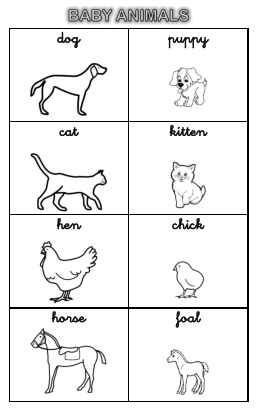 BABY ANIMALS
dog puppy
cat kitten
hen chick
horse foal